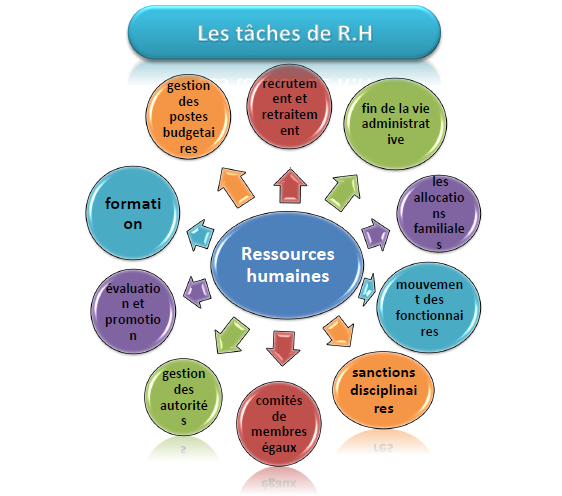 Les tâches de R.H
gestion
des
postes
budgetai
res
recrutem
ent et
retraitem
ent
fin de la vie
administrat
ive
les
allocatio
ns
familiale
s
mouvemen
t des
fonctionnai
res
sanctions
disciplinai
res
comités
de
membres
égaux
gestion
des
autorité
s
évaluatio
n et
promotio
n
formati
on
Ressources
humaines